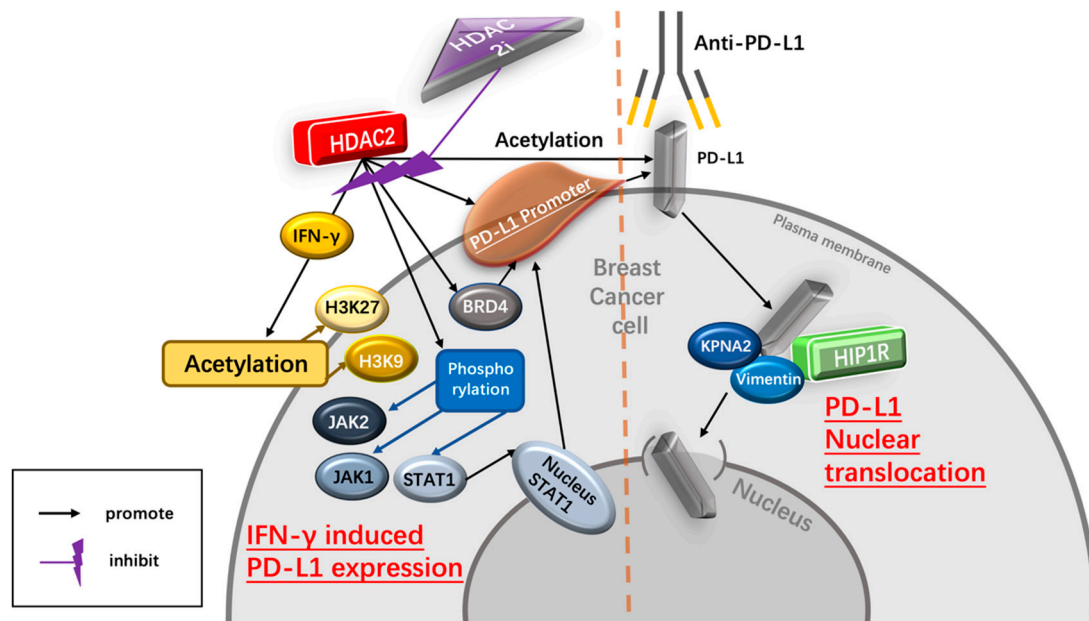 HDAC
2i
Anti-PD-L1
HDAC2
Acetylation
PD-L1
PD-L1 Promoter
IFN-γ
Plasma membrane
Breast
Cancer
cell
H3K27
BRD4
Acetylation
H3K9
KPNA2
HIP1R
Vimentin
Phospho
rylation
JAK2
PD-L1
Nuclear
translocation
JAK1
STAT1
Nucleus
STAT1
Nucleus
promote
inhibit
IFN-γ induced
PD-L1 expression